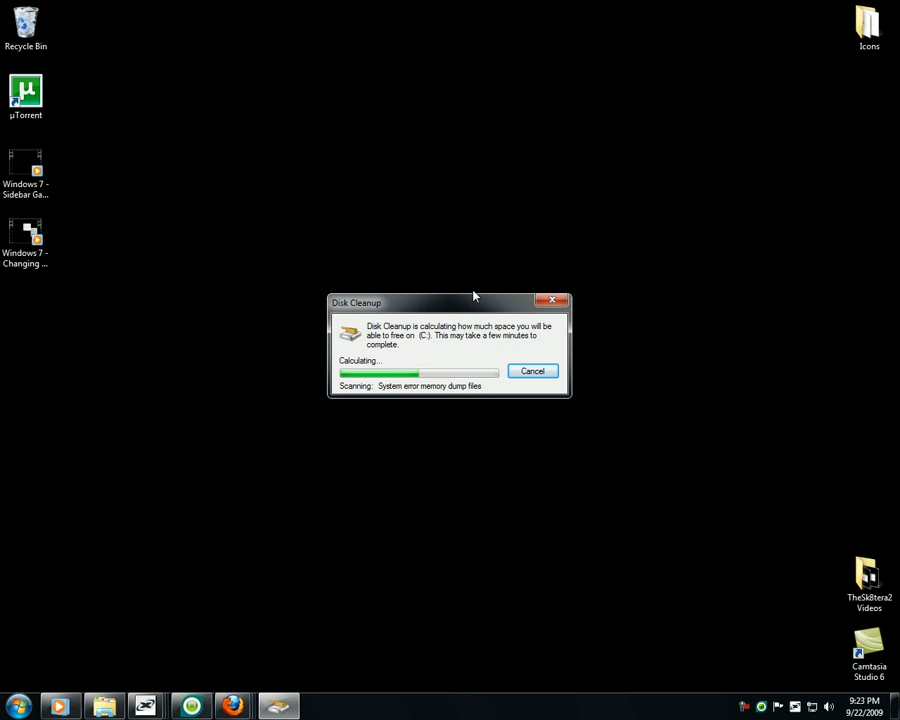 Recycle Bin
Icons
µ
µTorrent
Windows 7 -
Sidebar Ga...
Windows 7 -
Changing ...
Disk Cleanup
Disk Cleanup is calculating how much space you will be
able to free on  (C:). This may take a few minutes to
complete.
Calculating...
Cancel
Scanning:   System error memory dump files
TheSk8tera2
Videos
Camtasia
Studio 6
9:23 PM
9/22/2009